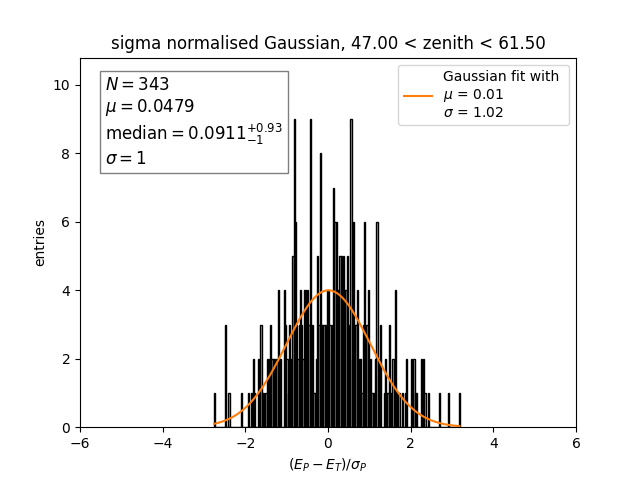 sigma normalised Gaussian, 47.00 < zenith < 61.50
N = 343
μ = 0.0479
median = 0.0911^{+0.93}_{−1}
σ = 1
Gaussian fit with
μ = 0.01
σ = 1.02
10
8
6
4
2
0
entries
−6 −4 −2 0 2 4 6
(E_P − E_T)/σ_P